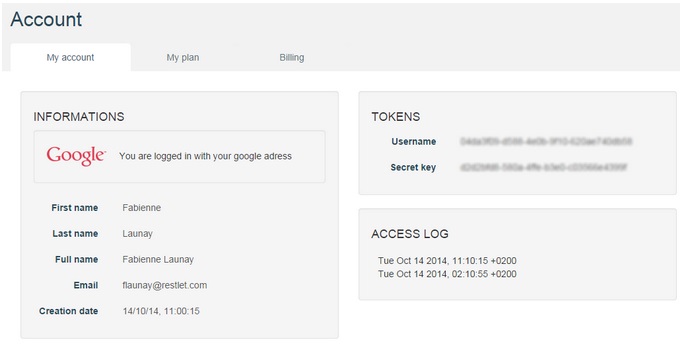 Account
My account
My plan
Billing
INFORMATIONS
Google
You are logged in with your google adress
First name Fabienne
Last name Launay
Full name Fabienne Launay
Email flaunay@restlet.com
Creation date 14/10/14, 11:00:15
TOKENS
Username
Secret key
ACCESS LOG
Tue Oct 14 2014, 11:10:15 +0200
Tue Oct 14 2014, 02:10:55 +0200